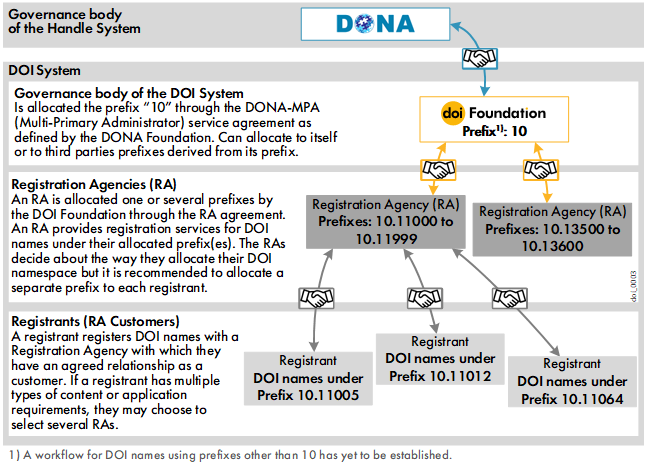 Governance body
of the Handle System
DONA
DOI System
Governance body of the DOI System
Is allocated the prefix “10” through the DONA-MPA
(Multi-Primary Administrator) service agreement as
defined by the DONA Foundation. Can allocate to itself
or to third parties prefixes derived from its prefix.
doi Foundation
Prefix1): 10
Registration Agencies (RA)
An RA is allocated one or several prefixes by
the DOI Foundation through the RA agreement.
An RA provides registration services for DOI
names under their allocated prefix(es). The RAs
decide about the way they allocate their DOI
namespace but it is recommended to allocate a
separate prefix to each registrant.
Registration Agency (RA)
Prefixes: 10.11000 to
10.11999
Registration Agency (RA)
Prefixes: 10.13500 to
10.13600
doi_0003
Registrants (RA Customers)
A registrant registers DOI names with a
Registration Agency with which they
have an agreed relationship as a
customer. If a registrant has multiple
types of content or application
requirements, they may choose to
select several RAs.
Registrant
DOI names under
Prefix 10.11005
Registrant
DOI names under
Prefix 10.11012
Registrant
DOI names under
Prefix 10.11064
1) A workflow for DOI names using prefixes other than 10 has yet to be established.